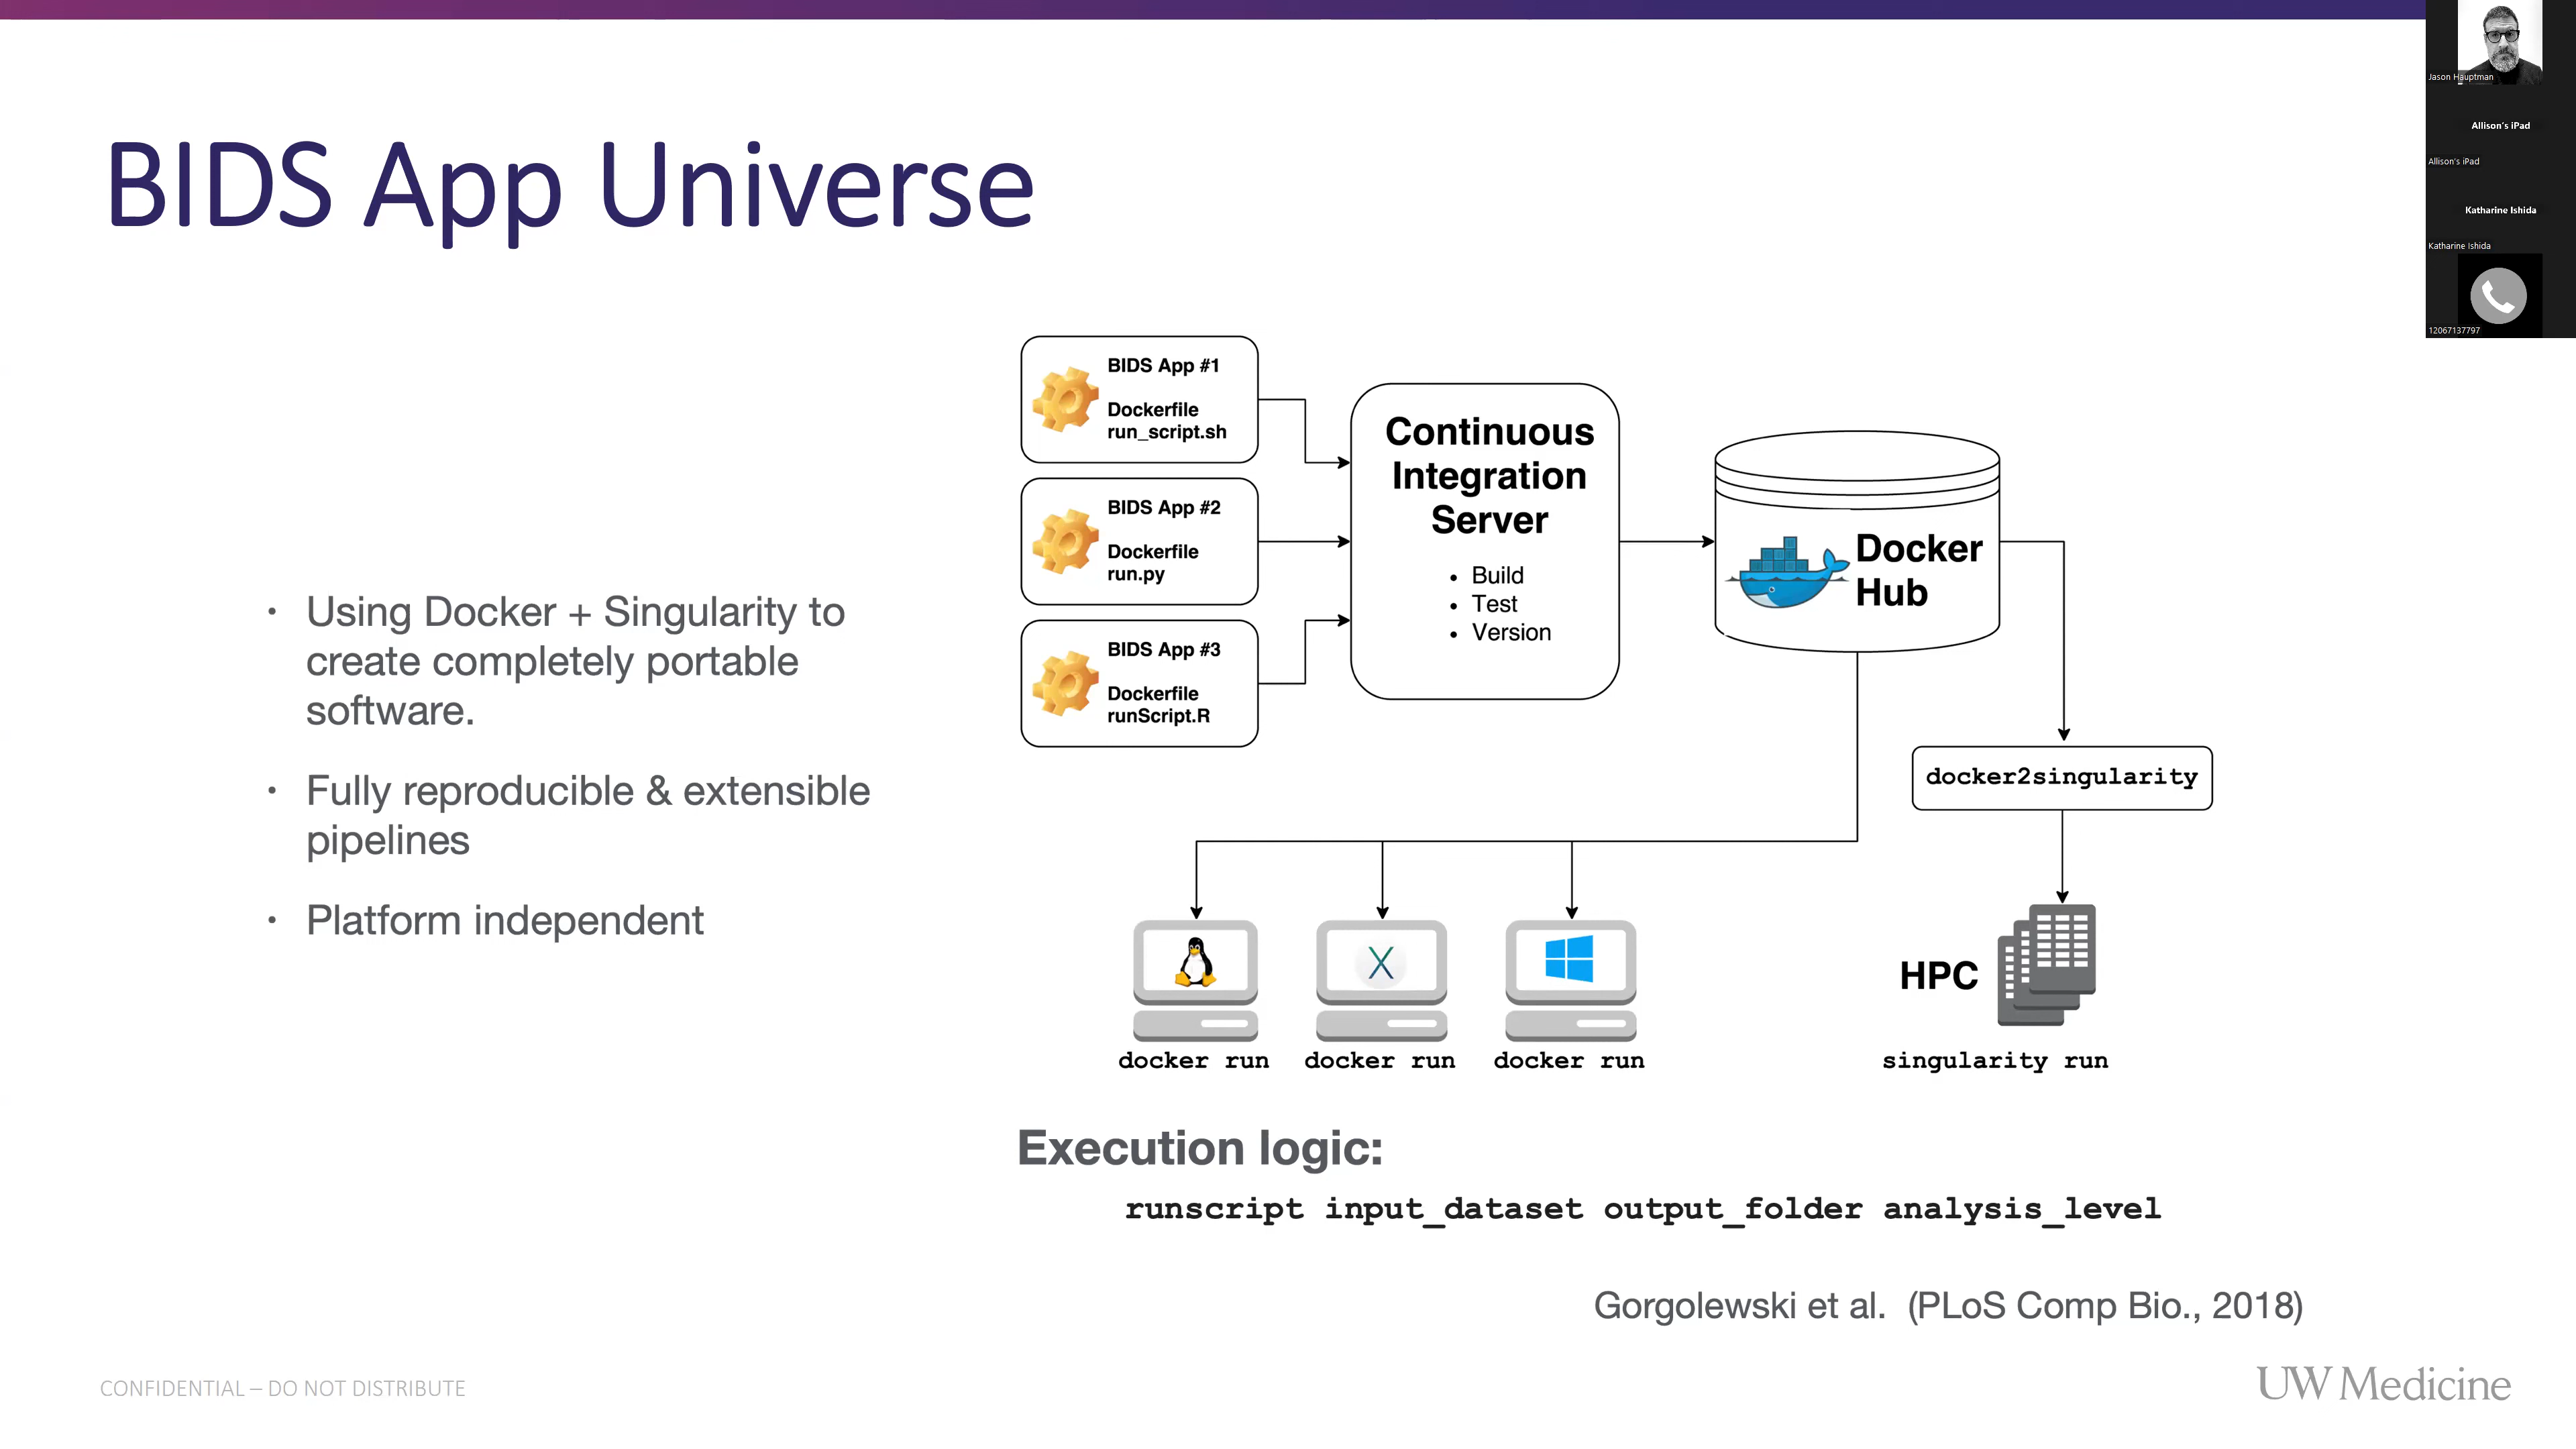 BIDS App Universe
Jason Hauptman
Allison's iPad
Allison's iPad
Katharine Ishida
Katharine Ishida
12067137797
• Using Docker + Singularity to
create completely portable
software.
• Fully reproducible & extensible
pipelines
• Platform independent
BIDS App #1
Dockerfile
run_script.sh
BIDS App #2
Dockerfile
run.py
BIDS App #3
Dockerfile
runScript.R
Continuous
Integration
Server
• Build
• Test
• Version
Docker
Hub
docker2singularity
HPC
docker run
docker run
docker run
singularity run
Execution logic:
runscript input_dataset output_folder analysis_level
Gorgolewski et al. (PLoS Comp Bio., 2018)
CONFIDENTIAL – DO NOT DISTRIBUTE
UW Medicine